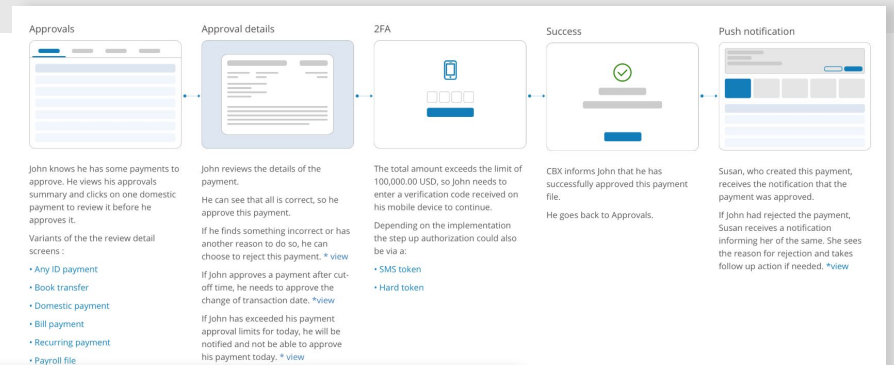 Approvals
John knows he has some payments to
approve. He views his approvals
summary and clicks on one domestic
payment to review it before he
approves it.
Variants of the the review detail
screens :
• Any ID payment
• Book transfer
• Domestic payment
• Bill payment
• Recurring payment
• Payroll file
Approval details
John reviews the details of the
payment.
He can see that all is correct, so he
approve this payment.
If he finds something incorrect or has
another reason to do so, he can
choose to reject this payment. * view
If John approves a payment after cut-
off time, he needs to approve the
change of transaction date. *view
If John has exceeded his payment
approval limits for today, he will be
notified and not be able to approve
his payment today. * view
2FA
The total amount exceeds the limit of
100,000.00 USD, so John needs to
enter a verification code received on
his mobile device to continue.
Depending on the implementation
the step up authorization could also
be via a:
• SMS token
• Hard token
Success
CBX informs John that he has
successfully approved this payment
file.
He goes back to Approvals.
Push notification
Susan, who created this payment,
receives the notification that the
payment was approved.
If John had rejected the payment,
Susan receives a notification
informing her of the same. She sees
the reason for rejection and takes
follow up action if needed. *view